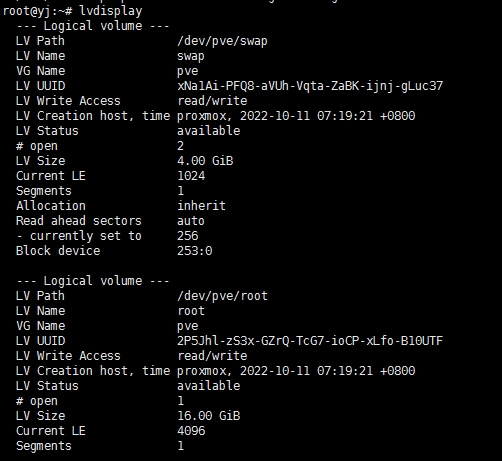 root@yj:~# lvdisplay
--- Logical volume ---
LV Path                /dev/pve/swap
LV Name                swap
VG Name                pve
LV UUID                xNa1Ai-PFQ8-aVUh-Vqta-ZaBK-ijnj-gLuc37
LV Write Access        read/write
LV Creation host, time proxmox, 2022-10-11 07:19:21 +0800
LV Status              available
# open                 2
LV Size                4.00 GiB
Current LE             1024
Segments               1
Allocation             inherit
Read ahead sectors     auto
- currently set to     256
Block device           253:0
--- Logical volume ---
LV Path                /dev/pve/root
LV Name                root
VG Name                pve
LV UUID                2P5Jhl-zS3x-GZrQ-TcG7-ioCP-xLfo-B10UTF
LV Write Access        read/write
LV Creation host, time proxmox, 2022-10-11 07:19:21 +0800
LV Status              available
# open                 1
LV Size                16.00 GiB
Current LE             4096
Segments               1